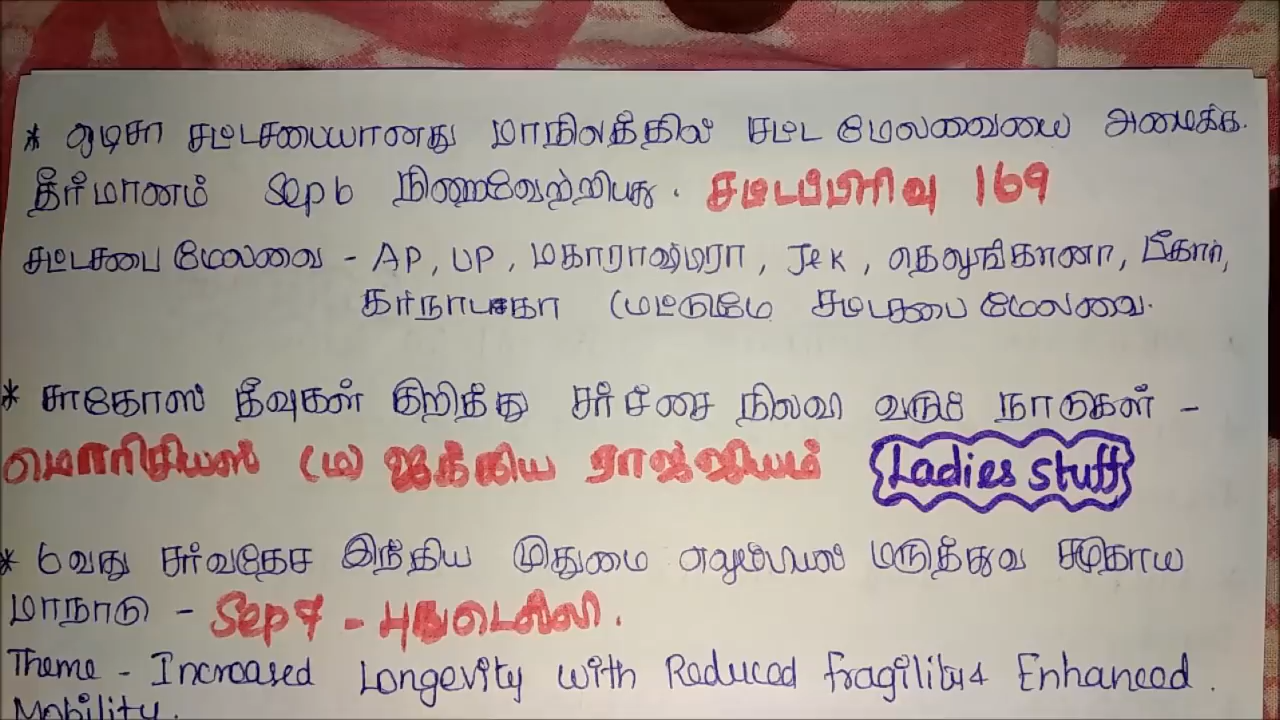 * ஒடிசா சட்டசபையானது மாநிலத்தில் சட்ட மேலவையை அமைக்க
தீர்மானம் Sep 6 நிறைவேற்றியது. சட்டப்பிரிவு 169
சட்டசபை மேலவை - AP, UP, மகாராஷ்டிரா, J&K, தெலுங்கானா, பீகார்,
கர்நாடகா மட்டுமே சட்டசபை மேலவை.
* சாகோஸ் தீவுகள் குறித்து சர்ச்சை நிலவி வரும் நாடுகள் -
மொரிசியஸ் (ம) ஐக்கிய ராஜ்ஜியம்
Ladies stuff
* 6வது சர்வதேச இந்திய முதுமை எலும்பியல் மருத்துவ சமுதாய
மாநாடு - Sep 7 - புதுடெல்லி.
Theme - Increased Longevity with Reduced Fragility & Enhanced
Mobility.